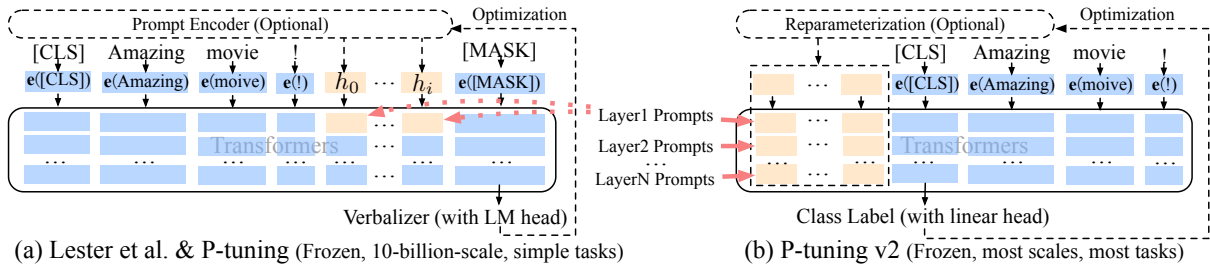 Prompt Encoder (Optional)
Optimization
[CLS] Amazing movie ! [MASK]
e([CLS]) e(Amazing) e(moive) e(!) h0 ... hi e([MASK])
...
Transformers
... ... ... ... ... ... ...
...
Verbalizer (with LM head)
(a) Lester et al. & P-tuning (Frozen, 10-billion-scale, simple tasks)
Layer1 Prompts
Layer2 Prompts
...
LayerN Prompts
Reparameterization (Optional)
Optimization
[CLS] Amazing movie !
... e([CLS]) e(Amazing) e(moive) e(!)
...
Transformers
... ... ... ... ... ...
...
Class Label (with linear head)
(b) P-tuning v2 (Frozen, most scales, most tasks)